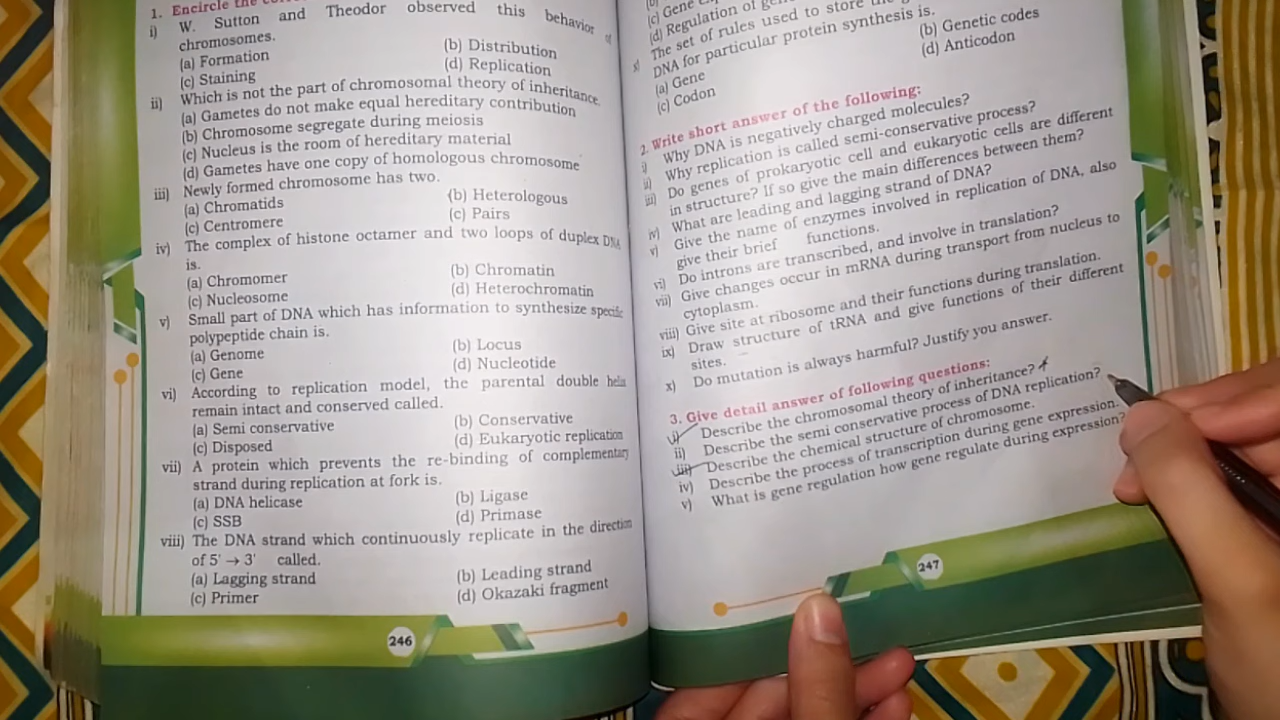 1. Encircle the
i) W. Sutton and Theodor observed this behavior of
chromosomes.
(a) Formation (b) Distribution
(c) Staining (d) Replication
ii) Which is not the part of chromosomal theory of inheritance.
(a) Gametes do not make equal hereditary contribution
(b) Chromosome segregate during meiosis
(c) Nucleus is the room of hereditary material
(d) Gametes have one copy of homologous chromosome
iii) Newly formed chromosome has two.
(a) Chromatids (b) Heterologous
(c) Centromere (c) Pairs
iv) The complex of histone octamer and two loops of duplex DNA
is.
(a) Chromomer (b) Chromatin
(c) Nucleosome (d) Heterochromatin
v) Small part of DNA which has information to synthesize specific
polypeptide chain is.
(a) Genome (b) Locus
(c) Gene (d) Nucleotide
vi) According to replication model, the parental double helix
remain intact and conserved called.
(a) Semi conservative (b) Conservative
(c) Disposed (d) Eukaryotic replication
vii) A protein which prevents the re-binding of complementary
strand during replication at fork is.
(a) DNA helicase (b) Ligase
(c) SSB (d) Primase
viii) The DNA strand which continuously replicate in the direction
of 5' → 3' called.
(a) Lagging strand (b) Leading strand
(c) Primer (d) Okazaki fragment
246
(c) Gene
(d) Regulation of
x) The set of rules used to store the
DNA for particular protein synthesis is.
(a) Gene (b) Genetic codes
(c) Codon (d) Anticodon
2. Write short answer of the following:
i) Why DNA is negatively charged molecules?
ii) Why replication is called semi-conservative process?
iii) Do genes of prokaryotic cell and eukaryotic cells are different
in structure? If so give the main differences between them?
iv) What are leading and lagging strand of DNA?
v) Give the name of enzymes involved in replication of DNA, also
give their brief functions.
vi) Do introns are transcribed, and involve in translation?
vii) Give changes occur in mRNA during transport from nucleus to
cytoplasm.
viii) Give site at ribosome and their functions during translation.
ix) Draw structure of tRNA and give functions of their different
sites.
x) Do mutation is always harmful? Justify you answer.
3. Give detail answer of following questions:
i) Describe the chromosomal theory of inheritance?
ii) Describe the semi conservative process of DNA replication?
iii) Describe the chemical structure of chromosome.
iv) Describe the process of transcription during gene expression.
v) What is gene regulation how gene regulate during expression?
247